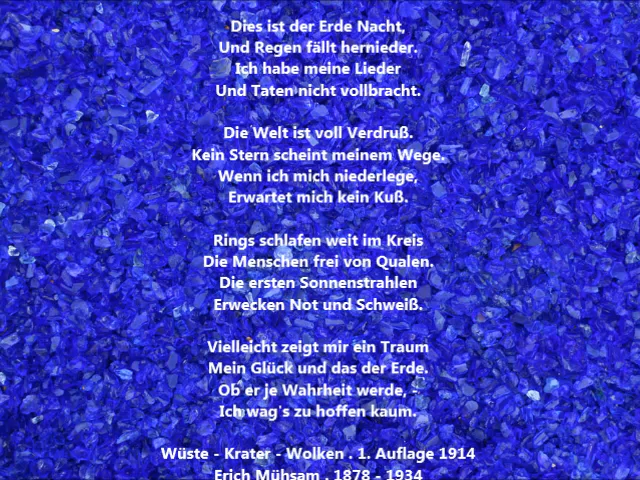 Dies ist der Erde Nacht,
Und Regen fällt hernieder.
Ich habe meine Lieder
Und Taten nicht vollbracht.
Die Welt ist voll Verdruß.
Kein Stern scheint meinem Wege.
Wenn ich mich niederlege,
Erwartet mich kein Kuß.
Rings schlafen weit im Kreis
Die Menschen frei von Qualen.
Die ersten Sonnenstrahlen
Erwecken Not und Schweiß.
Vielleicht zeigt mir ein Traum
Mein Glück und das der Erde.
Ob er je Wahrheit werde, -
Ich wag's zu hoffen kaum.
Wüste - Krater - Wolken . 1. Auflage 1914
Erich Mühsam . 1878 - 1934